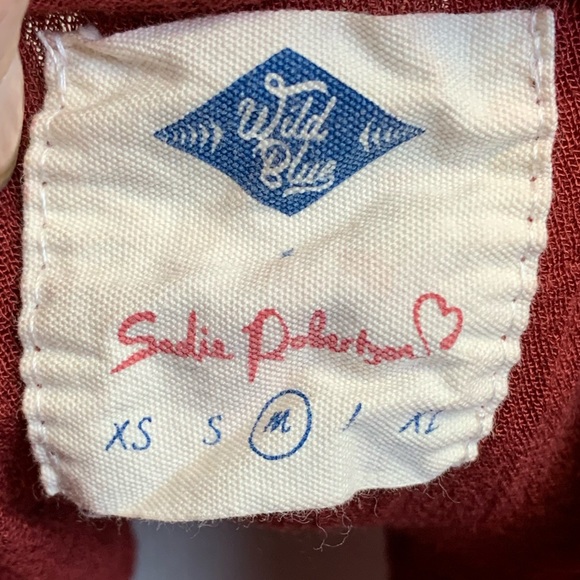 Wild
Blue
Sadie Robertson
XS S M XL